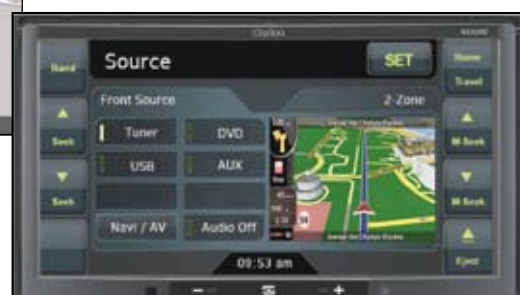 Clarion
Band
Source
SET
Home
Travel
Front Source
2-Zone
Tuner
DVD
Seek
M-Seek
USB
AUX
Seek
M-Seek
Navi / AV
Audio Off
Eject
09:53 am